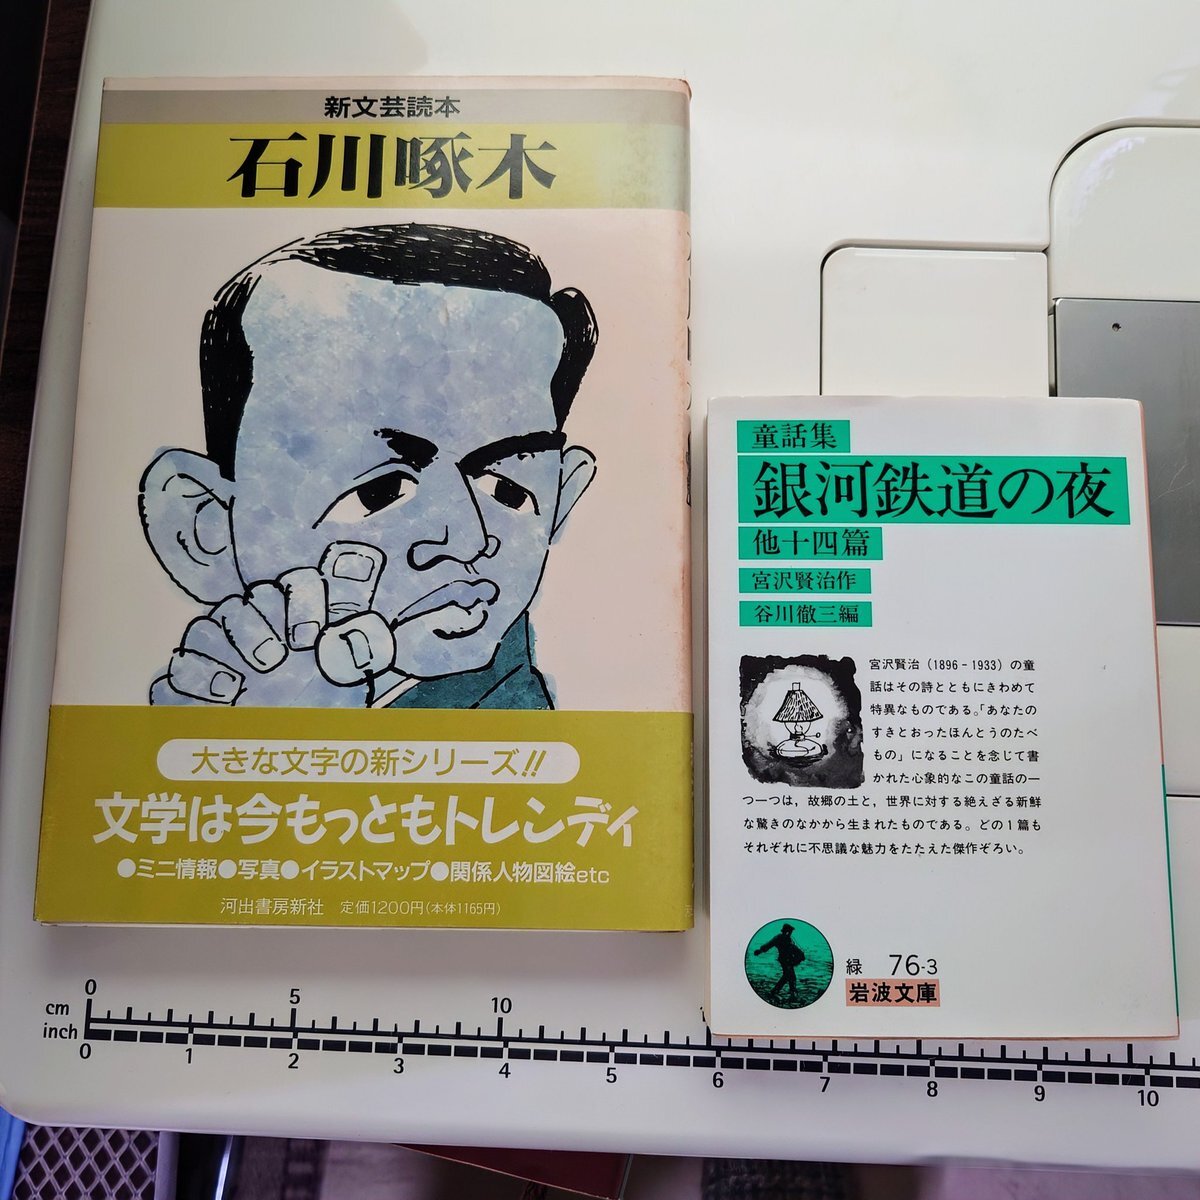 新文芸読本
石川啄木
大きな文字の新シリーズ!!
文学は今もっともトレンディ
●ミニ情報●写真●イラストマップ●関係人物図絵etc
河出書房新社 定価1200円(本体1165円)
童話集
銀河鉄道の夜
他十四篇
宮沢賢治作
谷川徹三編
宮沢賢治(1896-1933)の童
話はその詩とともにきわめて
特異なものである。「あなたの
すきとおったほんとうのたべ
もの」になることを念じて書
かれた心象的なこの童話の一
つ一つは,故郷の土と,世界に対する絶えざる新鮮
な驚きのなかから生まれたものである。どの1篇も
それぞれに不思議な魅力をたたえた傑作ぞろい。
緑 76-3
岩波文庫
cm 0 5 10
inch 0 1 2 3 4 5 6 7 8 9 10